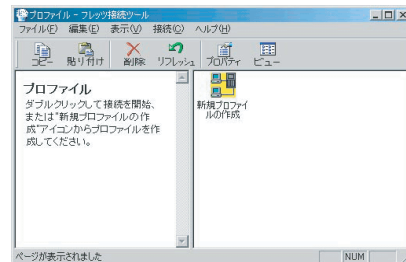 プロファイル - フレッツ接続ツール
ファイル(F) 編集(E) 表示(V) 接続(C) ヘルプ(H)
コピー 貼り付け 削除 リフレッシュ プロパティ ビュー
プロファイル
ダブルクリックして接続を開始、
または"新規プロファイルの作
成"アイコンからプロファイルを作
成してください。
新規プロファイ
ルの作成
ページが表示されました
NUM